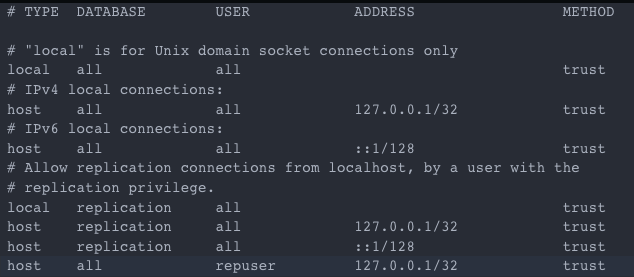 # TYPE  DATABASE        USER            ADDRESS                 METHOD
# "local" is for Unix domain socket connections only
local   all             all                                     trust
# IPv4 local connections:
host    all             all             127.0.0.1/32            trust
# IPv6 local connections:
host    all             all             ::1/128                 trust
# Allow replication connections from localhost, by a user with the
# replication privilege.
local   replication     all                                     trust
host    replication     all             127.0.0.1/32            trust
host    replication     all             ::1/128                 trust
host    all             repuser         127.0.0.1/32            trust